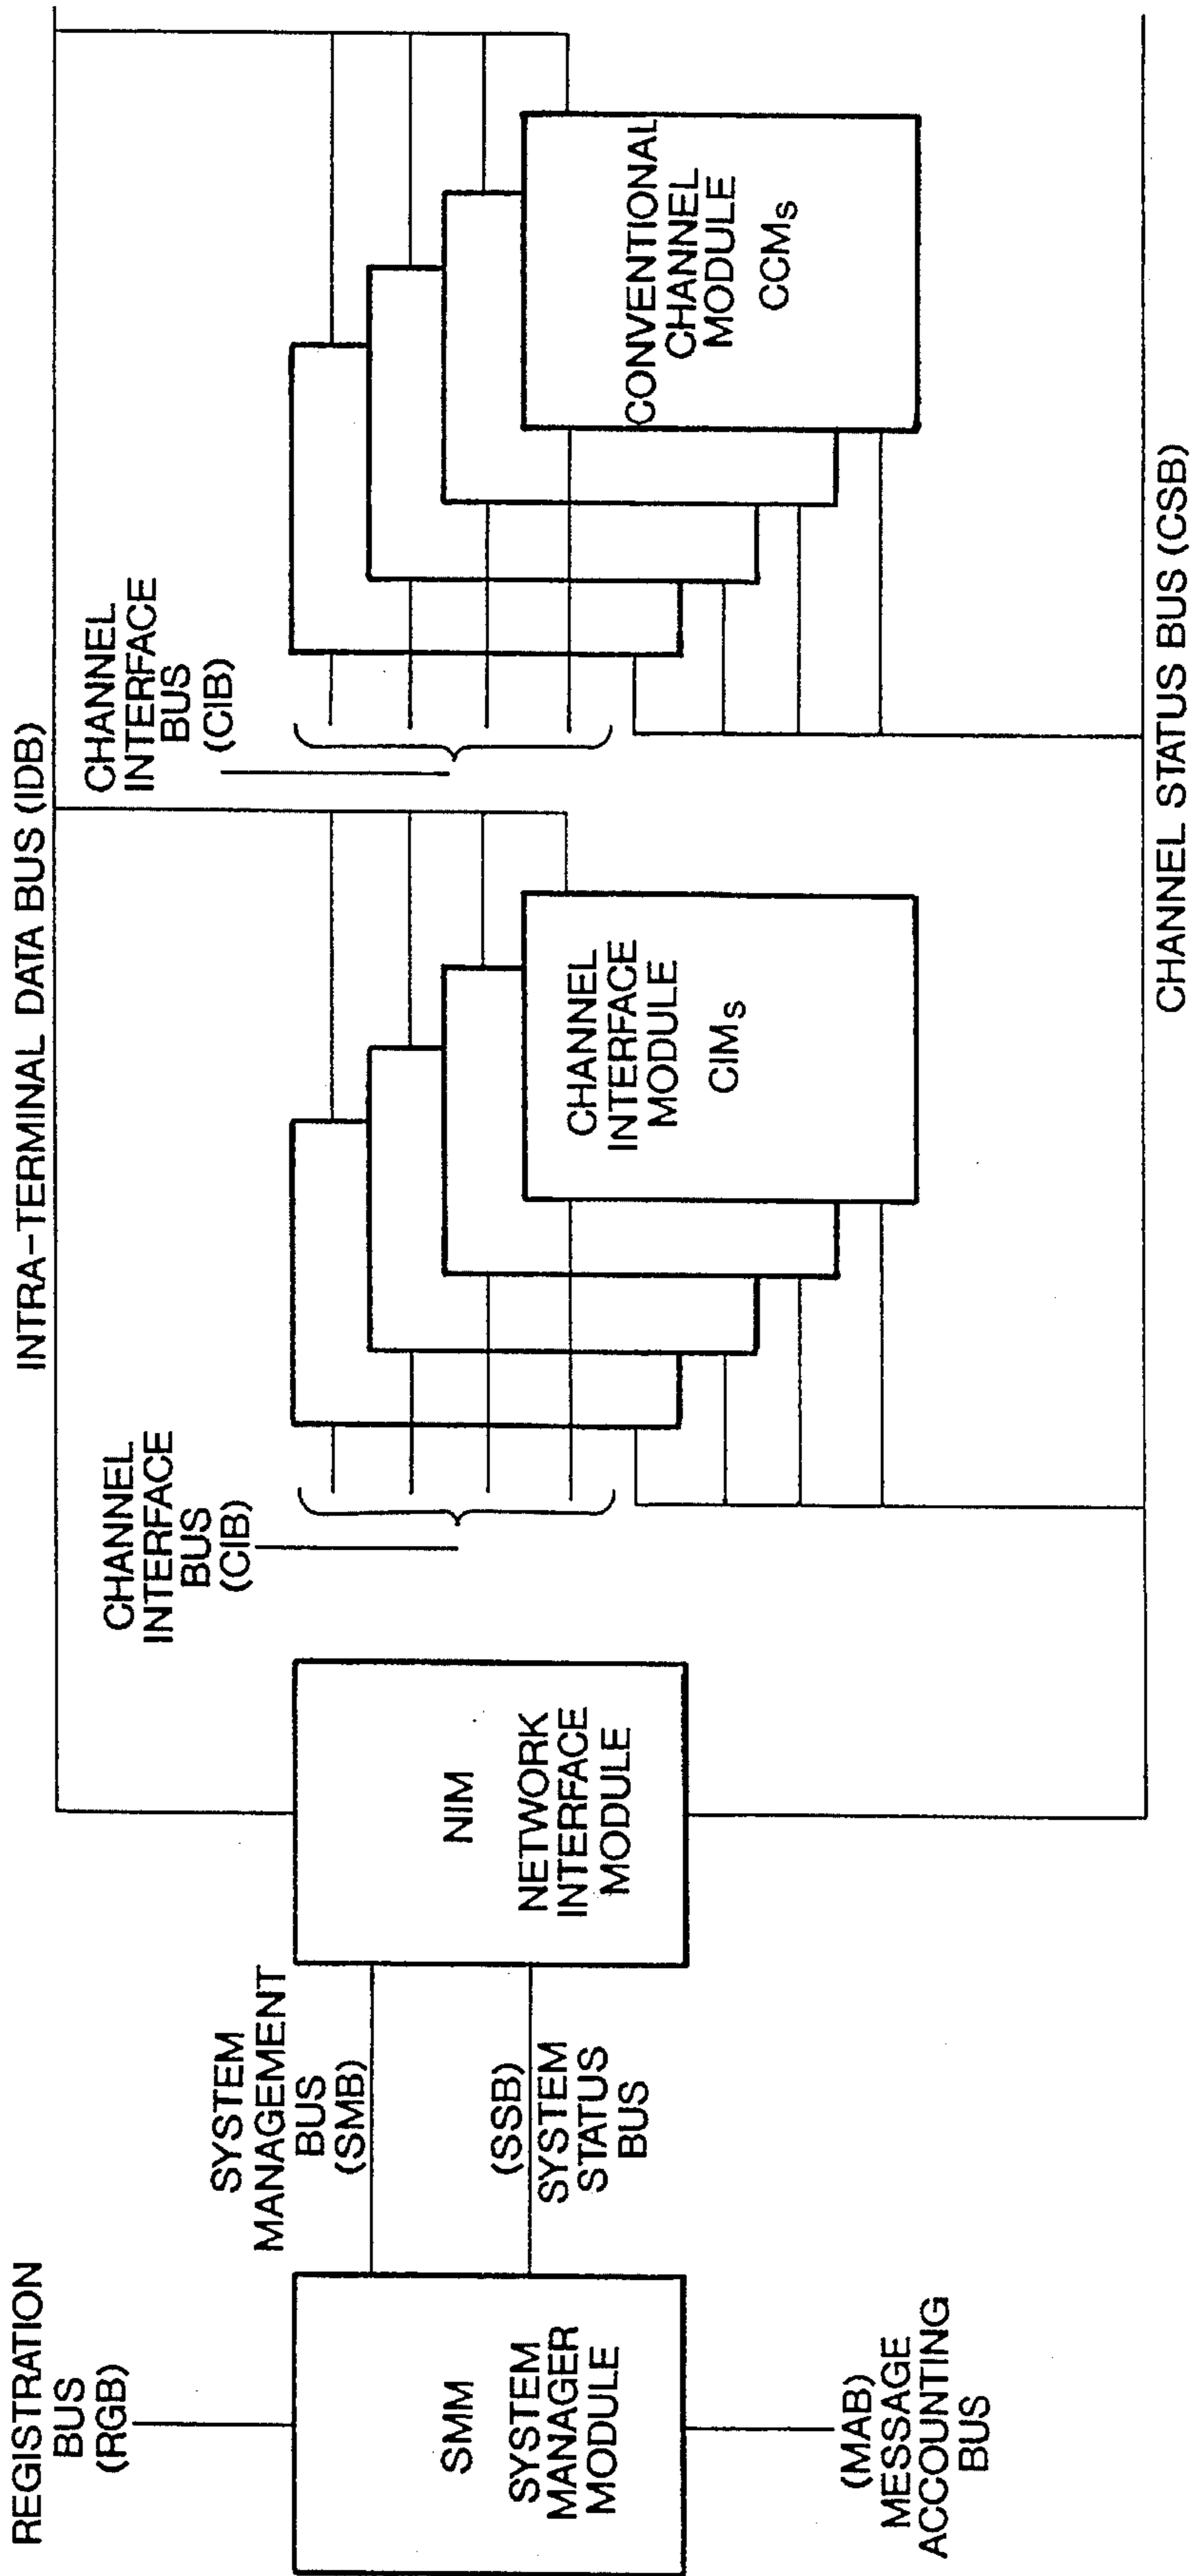 REGISTRATION
BUS
(RGB)
SMM
SYSTEM
MANAGER
MODULE
(MAB)
MESSAGE
ACCOUNTING
BUS
SYSTEM
MANAGEMENT
BUS
(SMB)
(SSB)
SYSTEM
STATUS
BUS
NIM
NETWORK
INTERFACE
MODULE
INTRA-TERMINAL DATA BUS (IDB)
CHANNEL
INTERFACE
BUS
(CIB)
CHANNEL
INTERFACE
MODULE
CIMS
CHANNEL
INTERFACE
BUS
(CIB)
CONVENTIONAL
CHANNEL
MODULE
CCMS
CHANNEL STATUS BUS (CSB)